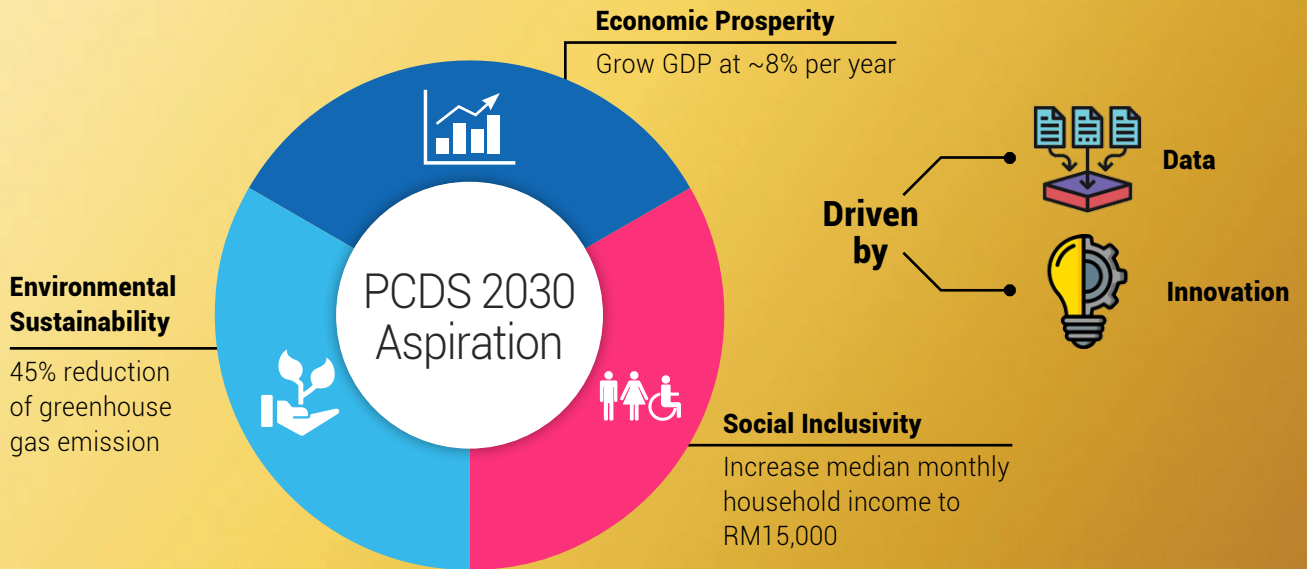 Economic Prosperity
Grow GDP at ~8% per year
Data
Driven
by
Innovation
PCDS 2030
Aspiration
Environmental
Sustainability
45% reduction
of greenhouse
gas emission
Social Inclusivity
Increase median monthly
household income to
RM15,000